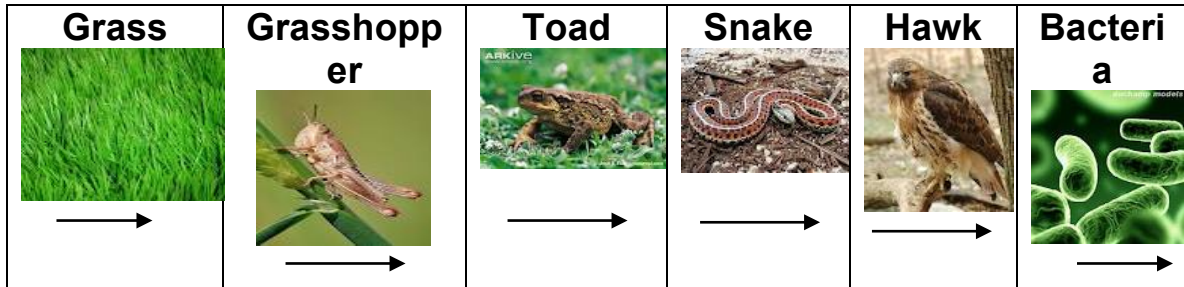 Grass
Grasshopp
er
Toad
Snake
Hawk
Bacteri
a
ARKive